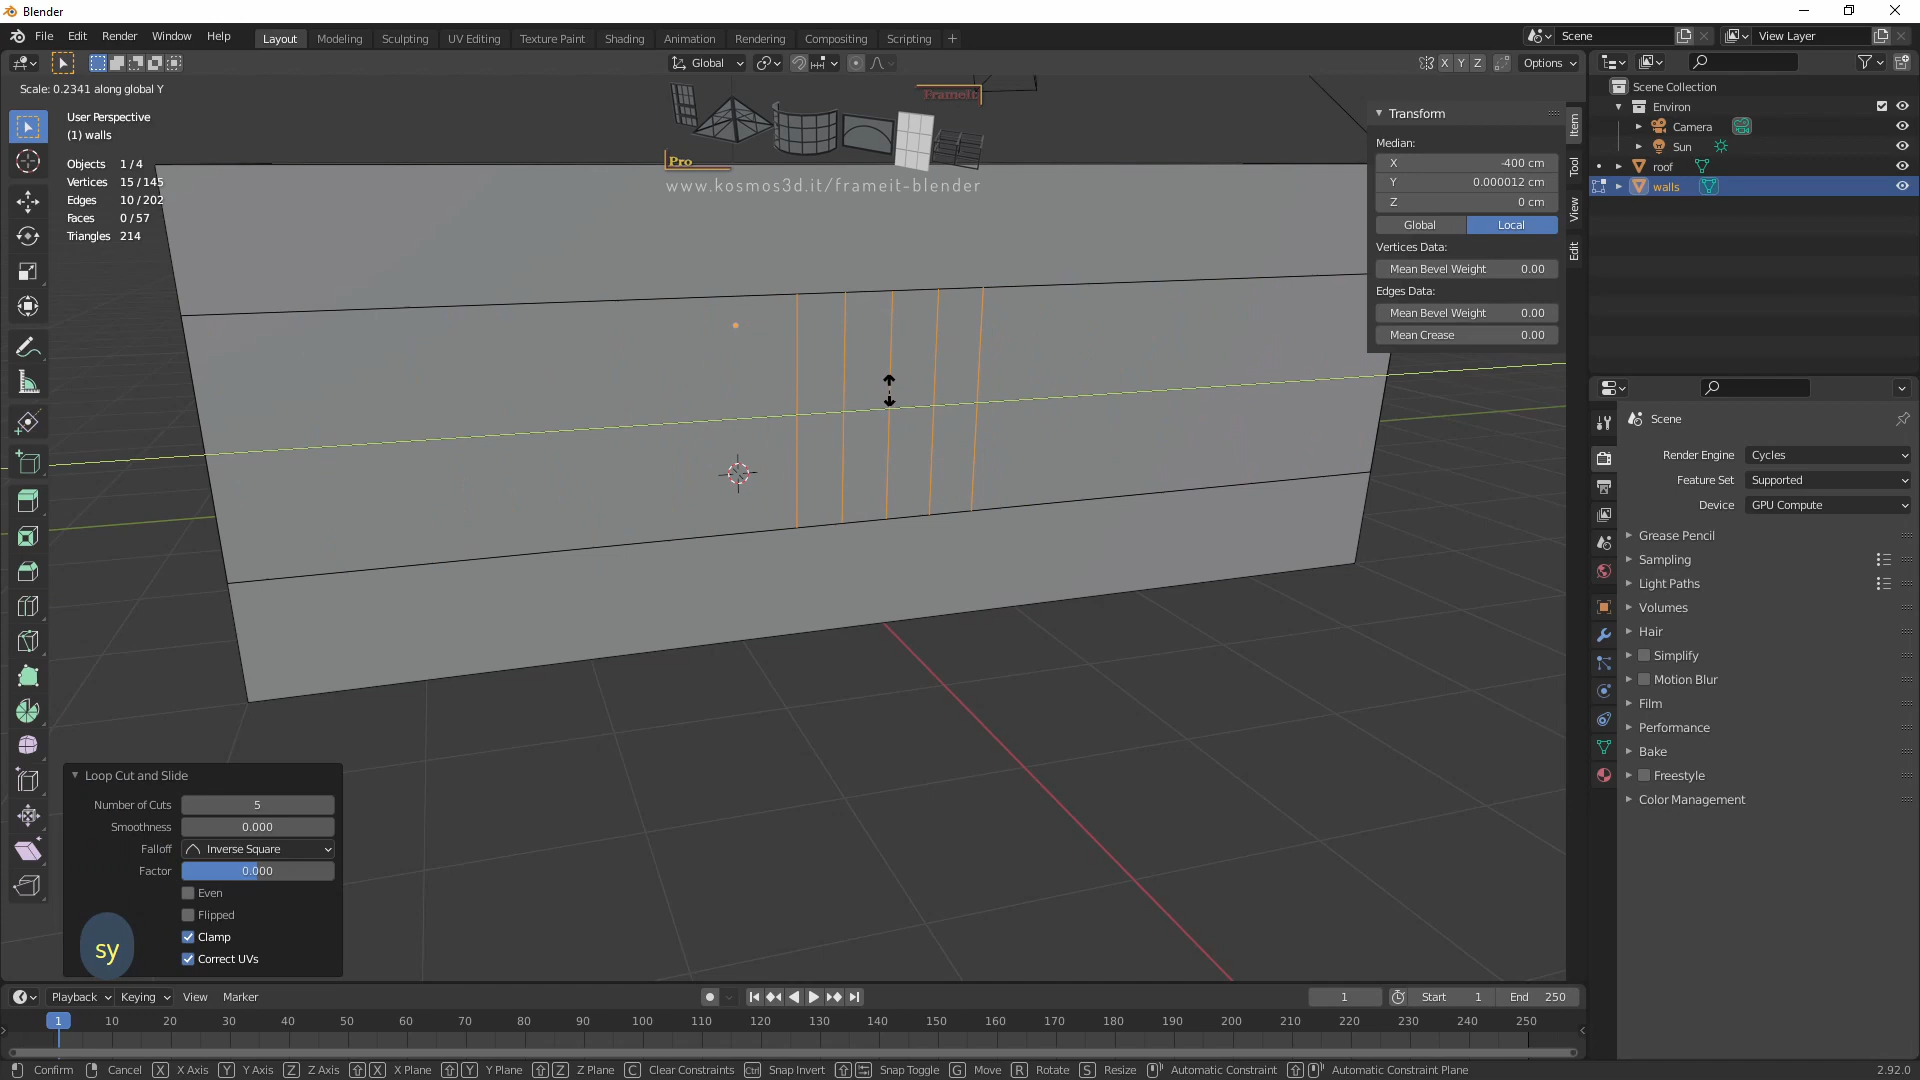 Blender
File Edit Render Window Help
Layout Modeling Sculpting UV Editing Texture Paint Shading Animation Rendering Compositing Scripting +
Scene
View Layer
Global
X Y Z
Options
Scale: 0.2341 along global Y
User Perspective
(1) walls
Objects 1 / 4
Vertices 15 / 145
Edges 10 / 202
Faces 0 / 57
Triangles 214
FrameIt
Pro
www.kosmos3d.it/frameit-blender
Transform
Median:
X -400 cm
Y 0.000012 cm
Z 0 cm
Global Local
Vertices Data:
Mean Bevel Weight 0.00
Edges Data:
Mean Bevel Weight 0.00
Mean Crease 0.00
Item
Tool
View
Edit
Scene Collection
Environ
Camera
Sun
roof
walls
Scene
Render Engine Cycles
Feature Set Supported
Device GPU Compute
Grease Pencil
Sampling
Light Paths
Volumes
Hair
Simplify
Motion Blur
Film
Performance
Bake
Freestyle
Color Management
Loop Cut and Slide
Number of Cuts 5
Smoothness 0.000
Falloff Inverse Square
Factor 0.000
Even
Flipped
Clamp
Correct UVs
sy
Playback Keying View Marker
1
Start 1
End 250
1 10 20 30 40 50 60 70 80 90 100 110 120 130 140 150 160 170 180 190 200 210 220 230 240 250
Confirm Cancel X X Axis Y Y Axis Z Z Axis X X Plane Y Y Plane Z Z Plane C Clear Constraints Ctrl Snap Invert Snap Toggle G Move R Rotate S Resize Automatic Constraint Automatic Constraint Plane
2.92.0